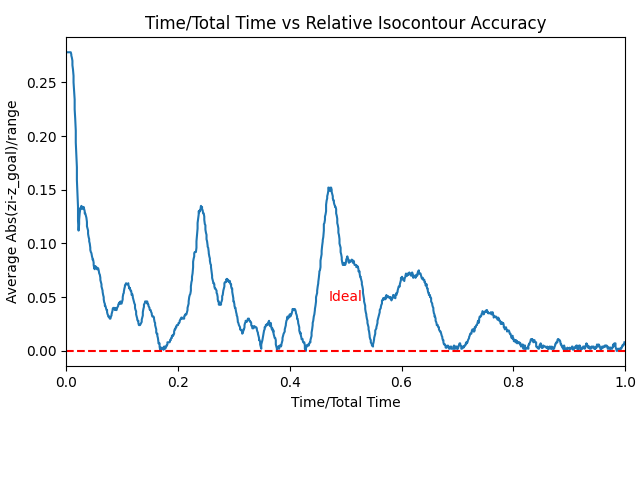 Time/Total Time vs Relative Isocontour Accuracy
Average Abs(zi-z_goal)/range
0.25
0.20
0.15
0.10
0.05
0.00
Ideal
0.0 0.2 0.4 0.6 0.8 1.0
Time/Total Time